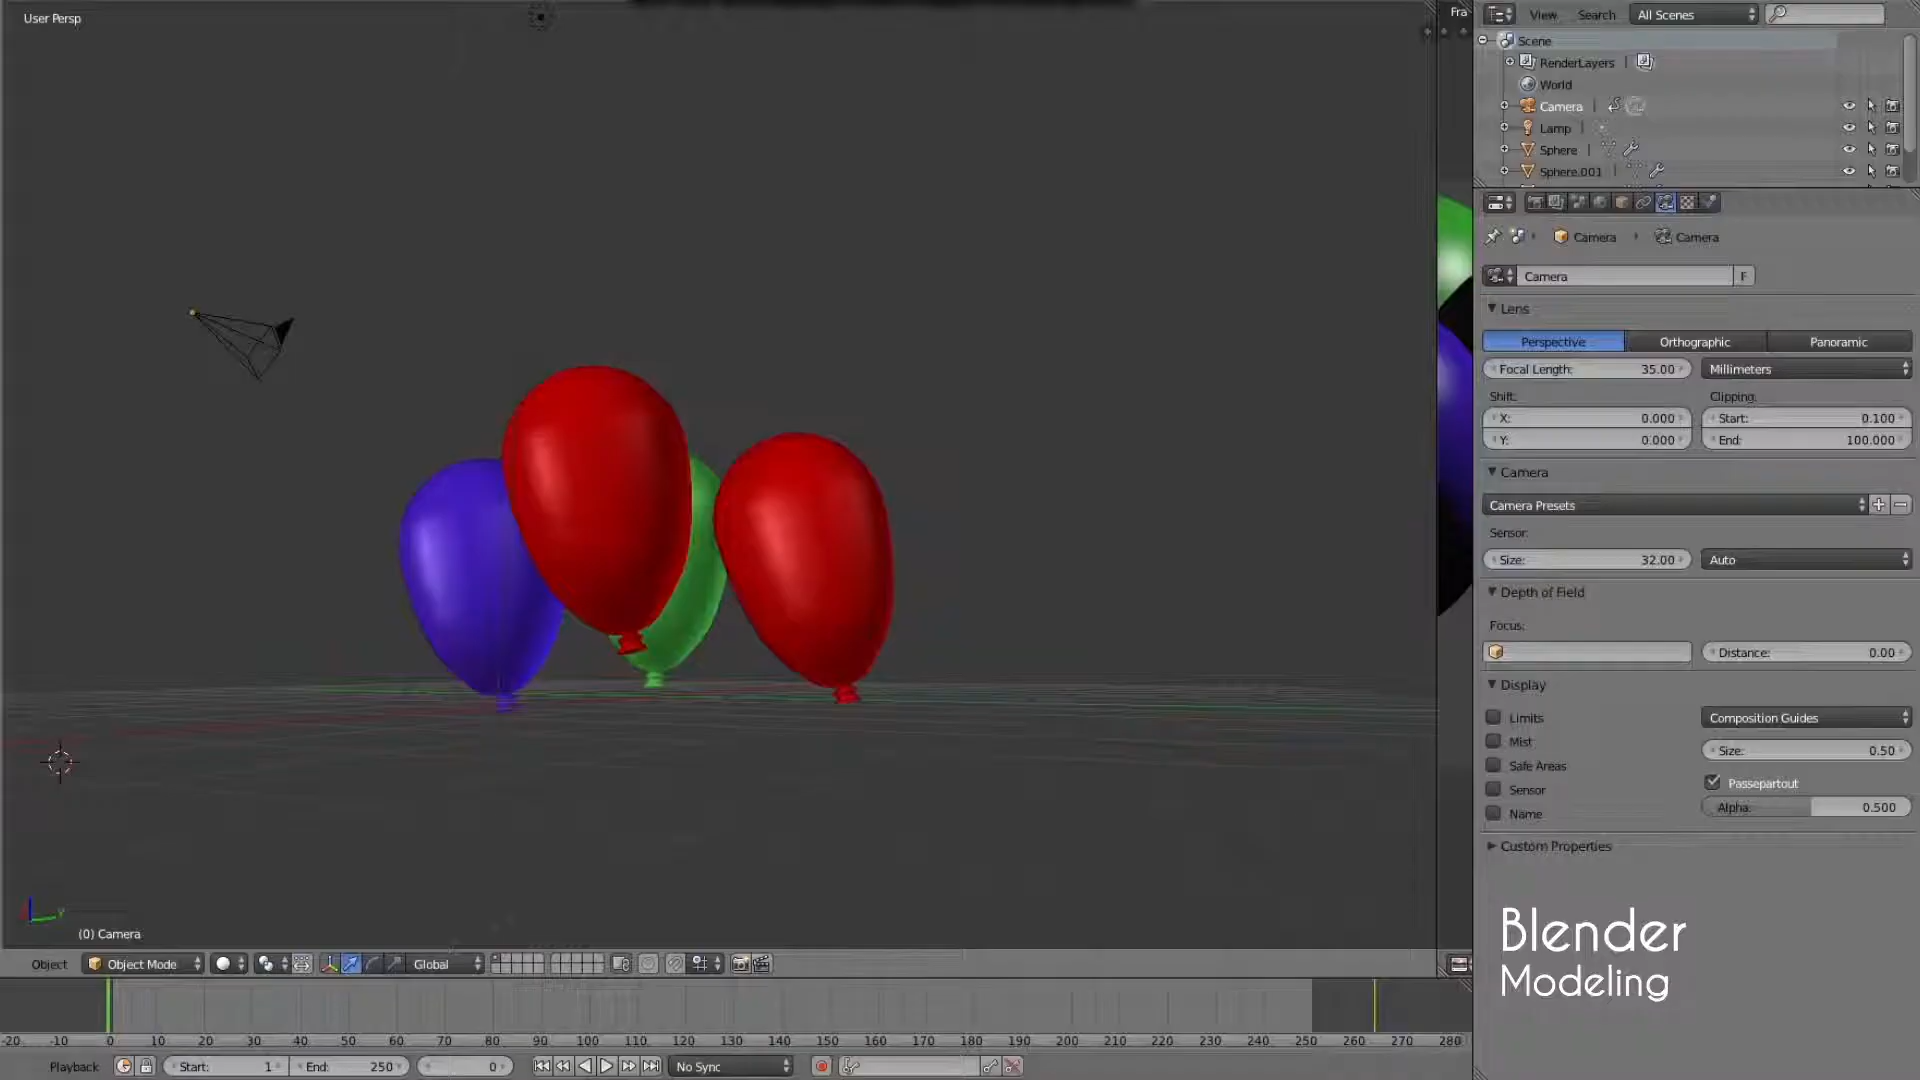 User Persp
Fra
View Search All Scenes
Scene
RenderLayers
World
Camera
Lamp
Sphere
Sphere.001
Camera Camera
Camera F
Lens
Perspective Orthographic Panoramic
Focal Length: 35.00 Millimeters
Shift: Clipping:
X: 0.000 Start: 0.100
Y: 0.000 End: 100.000
Camera
Camera Presets
Sensor:
Size: 32.00 Auto
Depth of Field
Focus:
Distance: 0.00
Display
Limits Composition Guides
Mist
Size: 0.50
Safe Areas
Passepartout
Sensor
Alpha: 0.500
Name
Custom Properties
Y
(0) Camera
Object Object Mode Global
Blender
Modeling
-20 -10 0 10 20 30 40 50 60 70 80 90 100 110 120 130 140 150 160 170 180 190 200 210 220 230 240 250 260 270 280
Playback Start: 1 End: 250 0 No Sync